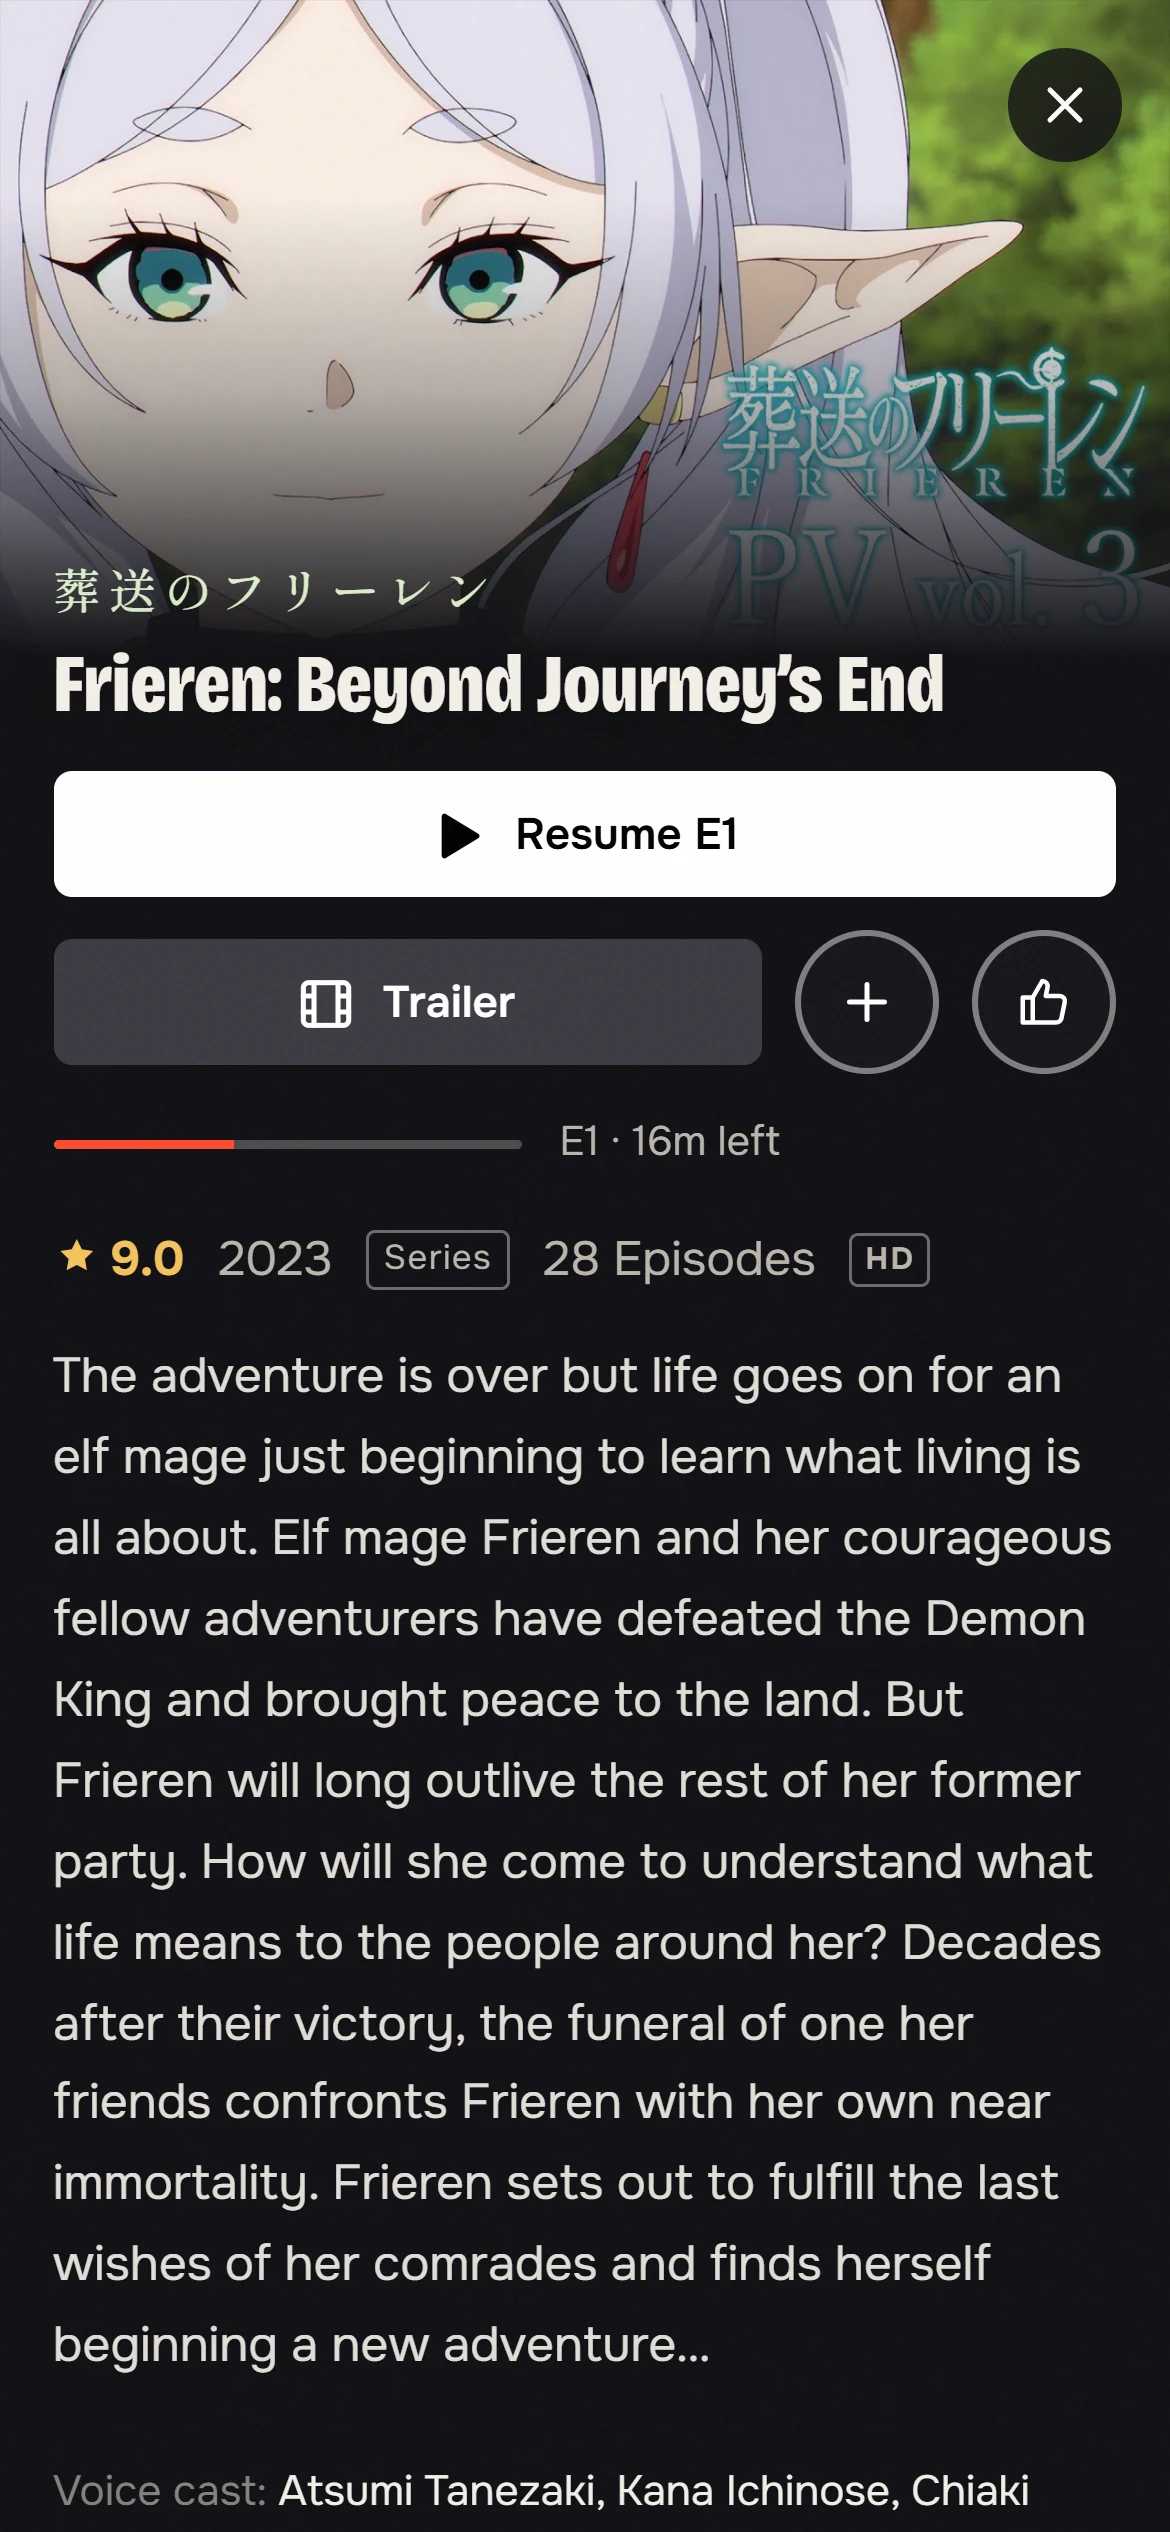 葬送のフリーレン
FRIEREN
PV vol. 3
葬送のフリーレン
Frieren: Beyond Journey’s End
Resume E1
Trailer
E1 · 16m left
9.0 2023 Series 28 Episodes HD
The adventure is over but life goes on for an
elf mage just beginning to learn what living is
all about. Elf mage Frieren and her courageous
fellow adventurers have defeated the Demon
King and brought peace to the land. But
Frieren will long outlive the rest of her former
party. How will she come to understand what
life means to the people around her? Decades
after their victory, the funeral of one her
friends confronts Frieren with her own near
immortality. Frieren sets out to fulfill the last
wishes of her comrades and finds herself
beginning a new adventure...
Voice cast: Atsumi Tanezaki, Kana Ichinose, Chiaki